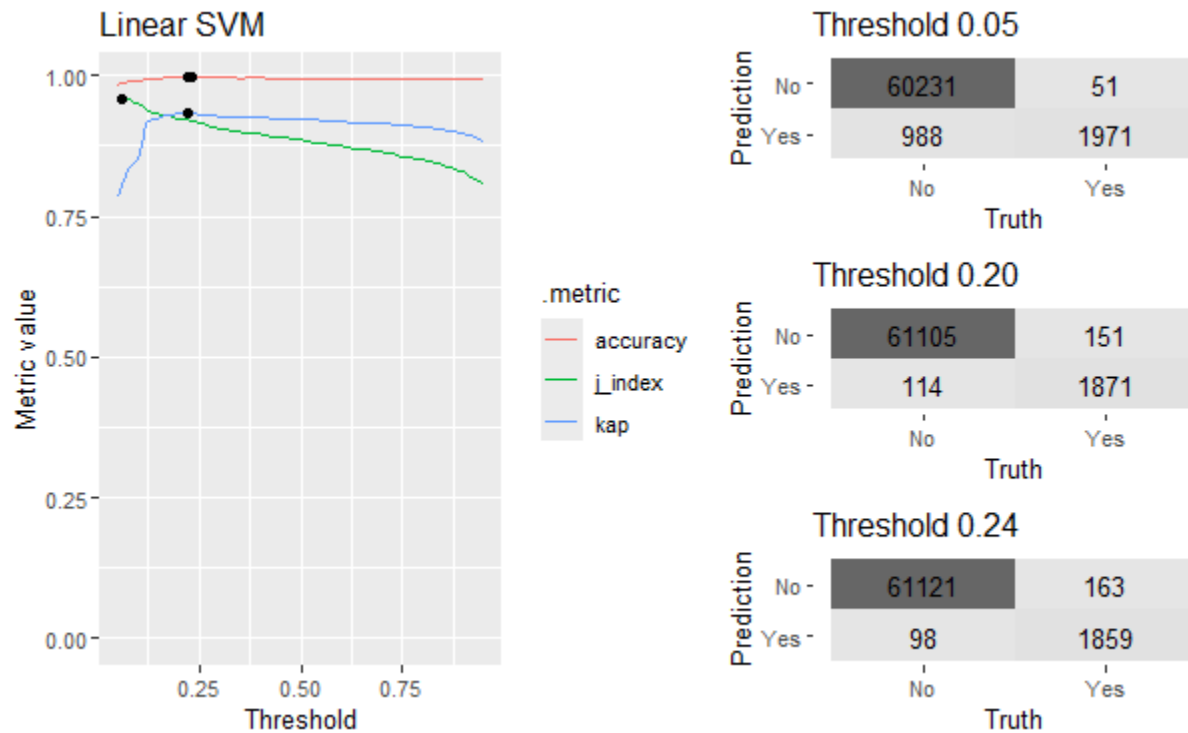 Linear SVM
1.00
0.75
0.50
0.25
0.00
Metric value
0.25 0.50 0.75
Threshold
.metric
accuracy
j_index
kap
Threshold 0.05
Prediction
No 60231 51
Yes 988 1971
No Yes
Truth
Threshold 0.20
Prediction
No 61105 151
Yes 114 1871
No Yes
Truth
Threshold 0.24
Prediction
No 61121 163
Yes 98 1859
No Yes
Truth